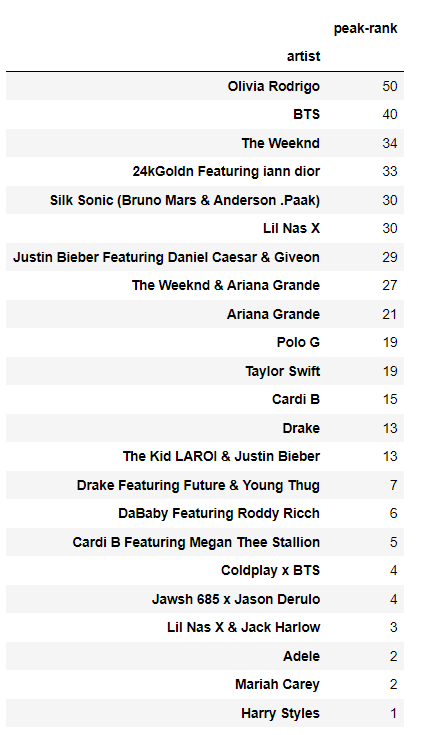 peak-rank
artist
Olivia Rodrigo 50
BTS 40
The Weeknd 34
24kGoldn Featuring iann dior 33
Silk Sonic (Bruno Mars & Anderson .Paak) 30
Lil Nas X 30
Justin Bieber Featuring Daniel Caesar & Giveon 29
The Weeknd & Ariana Grande 27
Ariana Grande 21
Polo G 19
Taylor Swift 19
Cardi B 15
Drake 13
The Kid LAROI & Justin Bieber 13
Drake Featuring Future & Young Thug 7
DaBaby Featuring Roddy Ricch 6
Cardi B Featuring Megan Thee Stallion 5
Coldplay x BTS 4
Jawsh 685 x Jason Derulo 4
Lil Nas X & Jack Harlow 3
Adele 2
Mariah Carey 2
Harry Styles 1